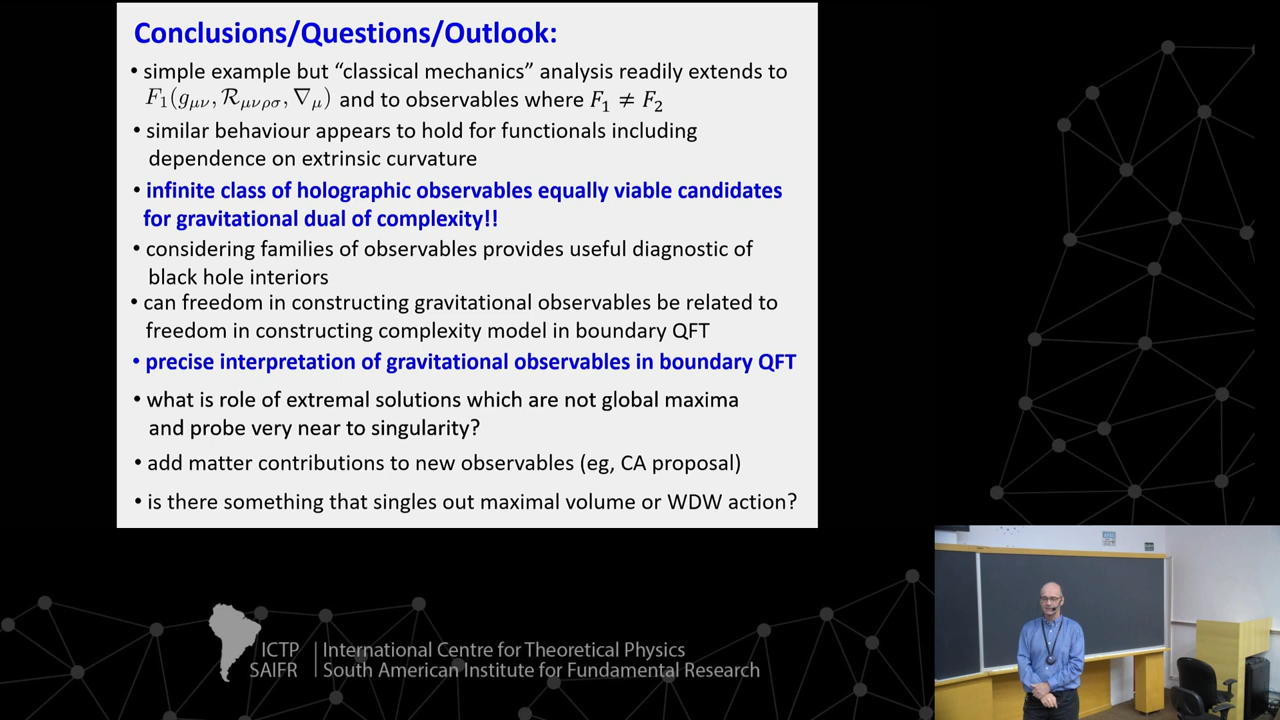 Conclusions/Questions/Outlook:
• simple example but “classical mechanics” analysis readily extends to
F₁(g_μν, ℛ_μνρσ, ∇_μ) and to observables where F₁ ≠ F₂
• similar behaviour appears to hold for functionals including
dependence on extrinsic curvature
• infinite class of holographic observables equally viable candidates
for gravitational dual of complexity!!
• considering families of observables provides useful diagnostic of
black hole interiors
• can freedom in constructing gravitational observables be related to
freedom in constructing complexity model in boundary QFT
• precise interpretation of gravitational observables in boundary QFT
• what is role of extremal solutions which are not global maxima
and probe very near to singularity?
• add matter contributions to new observables (eg, CA proposal)
• is there something that singles out maximal volume or WDW action?
ICTP
SAIFR
International Centre for Theoretical Physics
South American Institute for Fundamental Research